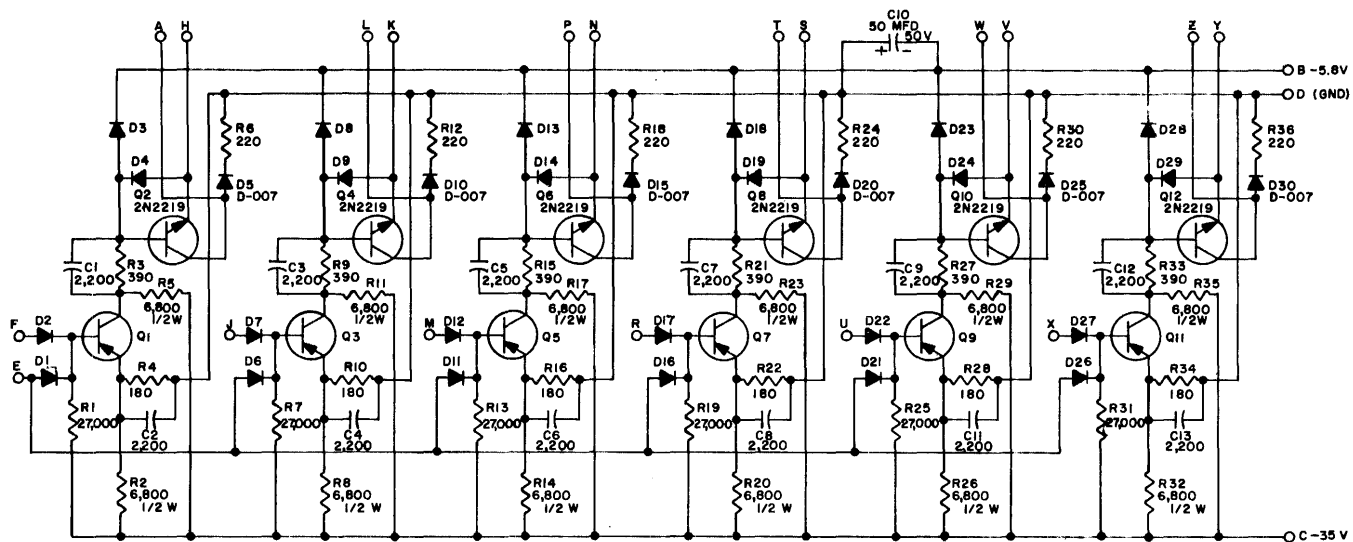 A H L K P N T S W V Z Y
C10
50 MFD
50V
+ -
B -5.8V
D (GND)
D3 R6 220 D8 R12 220 D13 R18 220 D18 R24 220 D23 R30 220 D28 R36 220
D4 D5 D-007 D9 D10 D-007 D14 D15 D-007 D19 D20 D-007 D24 D25 D-007 D29 D30 D-007
Q2 2N2219 Q4 2N2219 Q6 2N2219 Q8 2N2219 Q10 2N2219 Q12 2N2219
C1 2,200 R3 390 C3 2,200 R9 390 C5 2,200 R15 390 C7 2,200 R21 390 C9 2,200 R27 390 C12 2,200 R33 390
R5 6,800 1/2W R11 6,800 1/2W R17 6,800 1/2W R23 6,800 1/2W R29 6,800 1/2W R35 6,800 1/2W
F D2 Q1 J D7 Q3 M D12 Q5 R D17 Q7 U D22 Q9 X D27 Q11
E D1 R4 180 D6 R10 180 D11 R16 180 D16 R22 180 D21 R28 180 D26 R34 180
R1 27,000 R7 27,000 R13 27,000 R19 27,000 R25 27,000 R31 27,000
C2 2,200 C4 2,200 C6 2,200 C8 2,200 C11 2,200 C13 2,200
R2 6,800 1/2 W R8 6,800 1/2 W R14 6,800 1/2 W R20 6,800 1/2 W R26 6,800 1/2 W R32 6,800 1/2 W
C -35 V